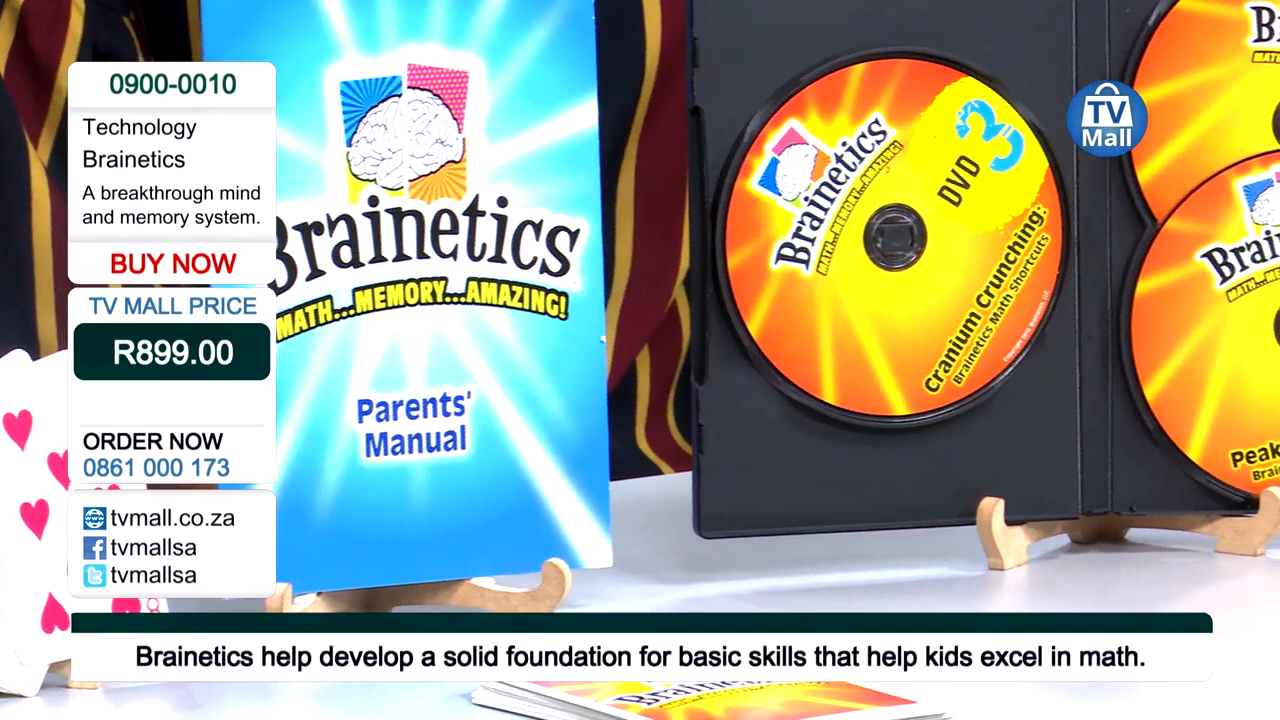 0900-0010
Technology
Brainetics
A breakthrough mind
and memory system.
BUY NOW
TV MALL PRICE
R899.00
ORDER NOW
0861 000 173
tvmall.co.za
tvmallsa
tvmallsa
Brainetics
MATH...MEMORY...AMAZING!
Parents'
Manual
Brainetics
MATH...MEMORY...AMAZING!
DVD 3
Cranium Crunching:
Brainetics Math Shortcuts
TV
Mall
Peak
Brainetics help develop a solid foundation for basic skills that help kids excel in math.
Brainetics